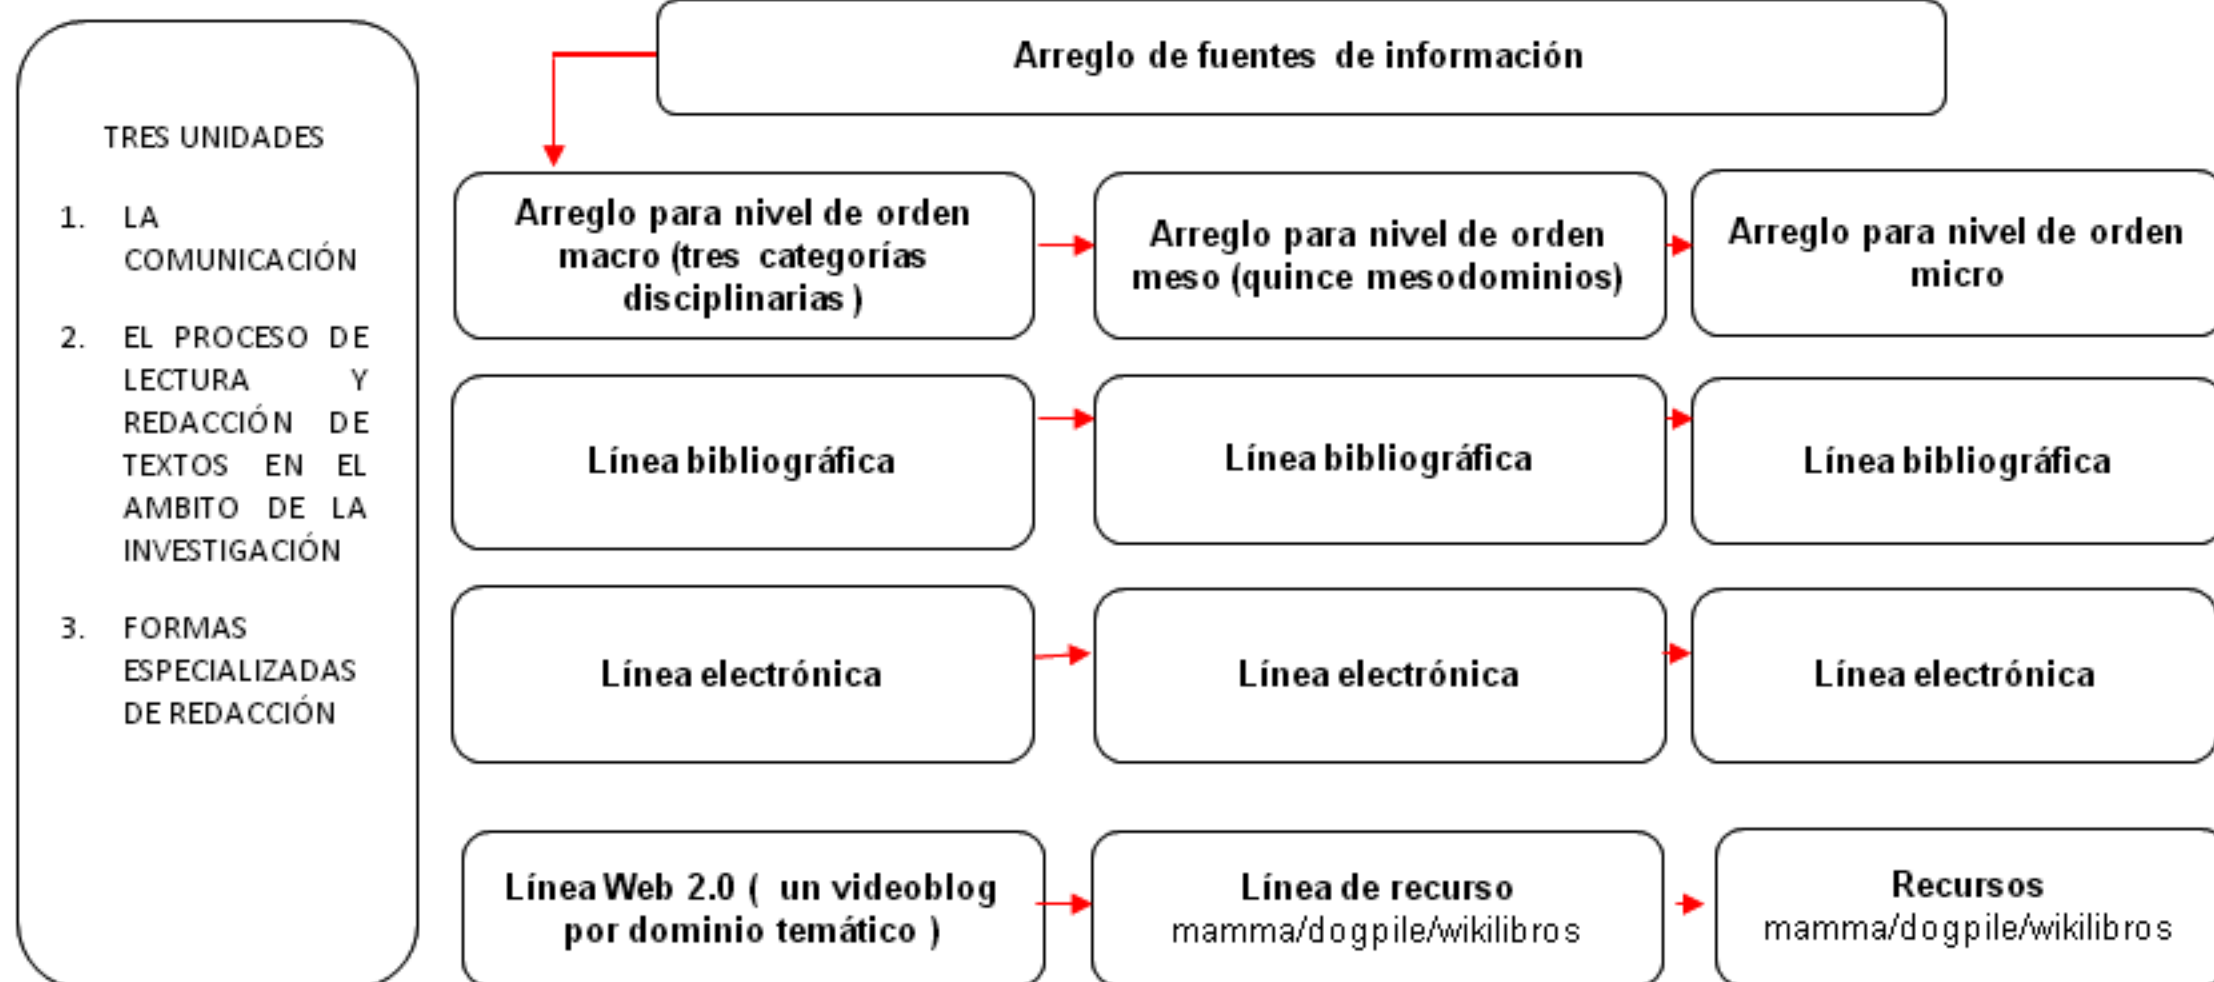 TRES UNIDADES
1. LA
COMUNICACIÓN
2. EL PROCESO DE
LECTURA Y
REDACCIÓN DE
TEXTOS EN EL
AMBITO DE LA
INVESTIGACIÓN
3. FORMAS
ESPECIALIZADAS
DE REDACCIÓN
Arreglo de fuentes de información
Arreglo para nivel de orden
macro (tres categorías
disciplinarias )
Arreglo para nivel de orden
meso (quince mesodominios)
Arreglo para nivel de orden
micro
Línea bibliográfica
Línea bibliográfica
Línea bibliográfica
Línea electrónica
Línea electrónica
Línea electrónica
Línea Web 2.0 ( un videoblog
por dominio temático )
Línea de recurso
mamma/dogpile/wikilibros
Recursos
mamma/dogpile/wikilibros